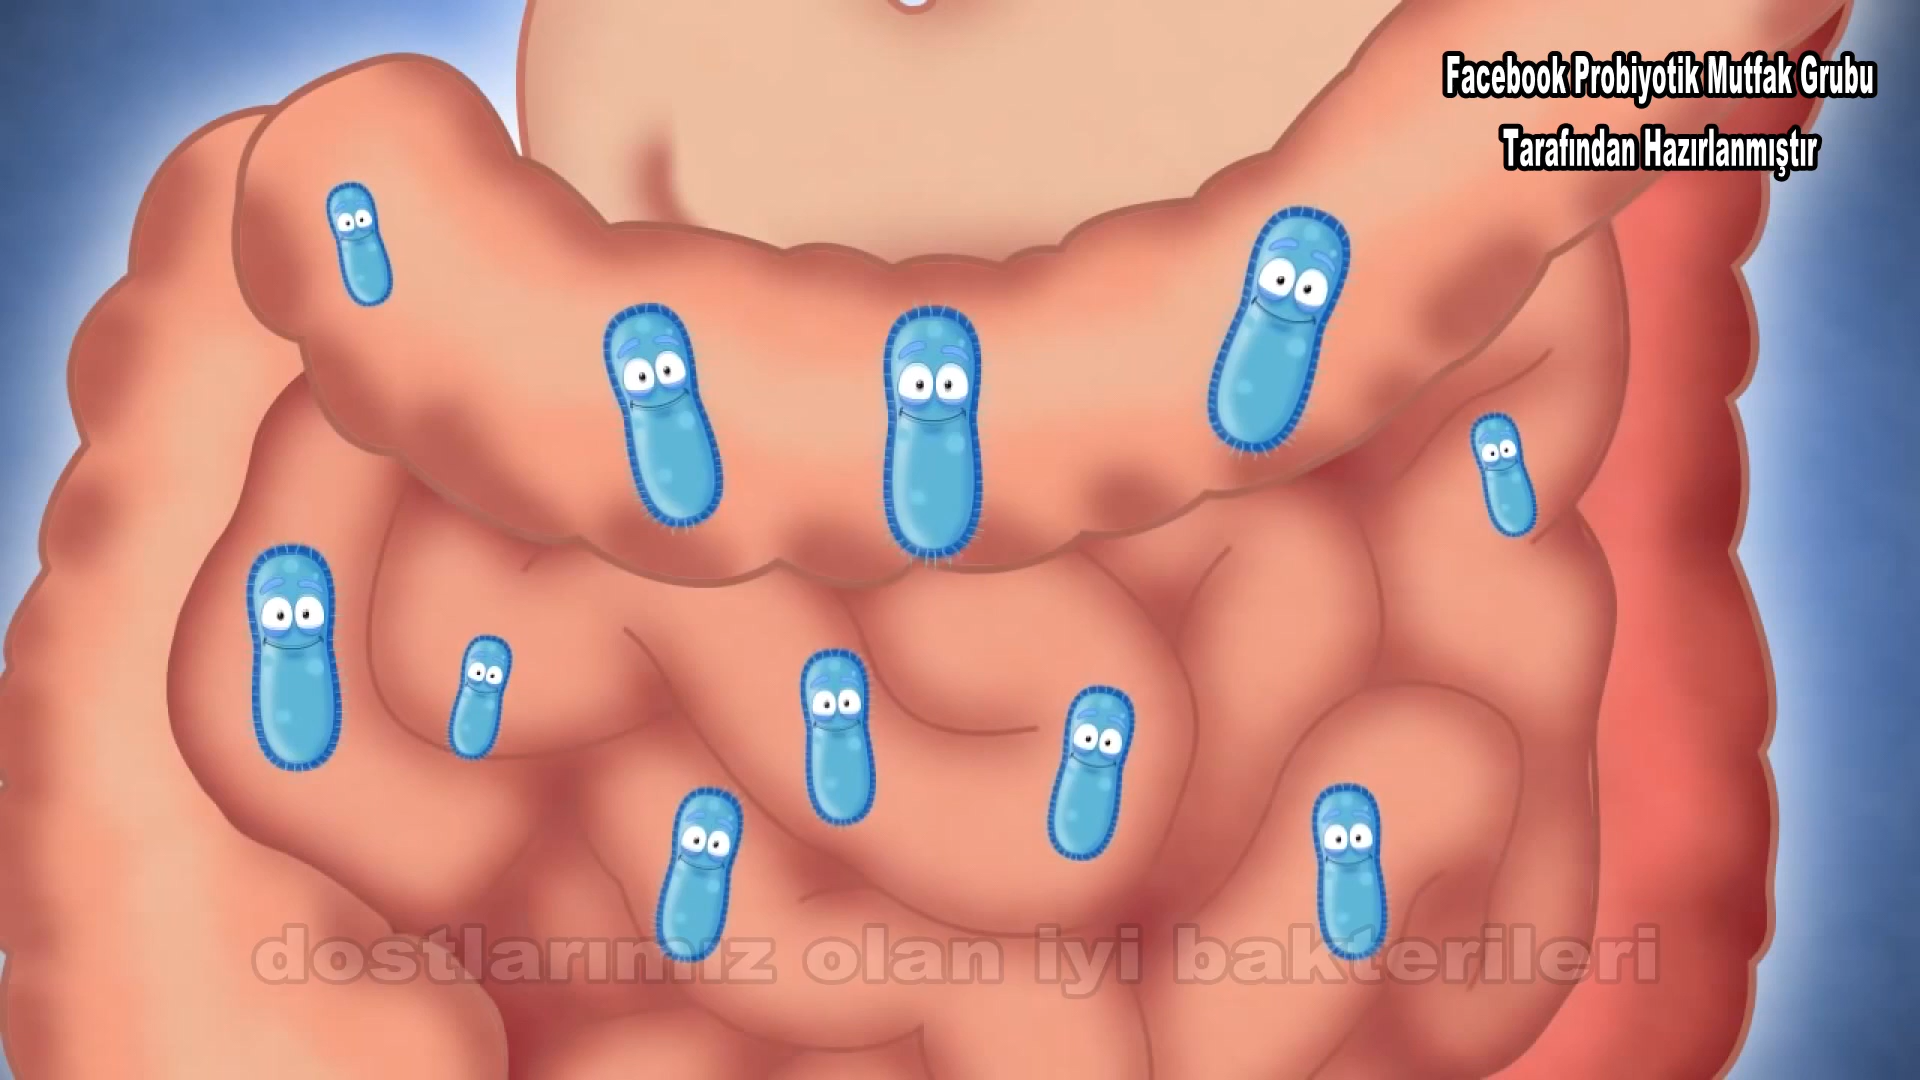 Facebook Probiyotik Mutfak Grubu
Tarafından Hazırlanmıştır
dostlarımız olan iyi bakterileri